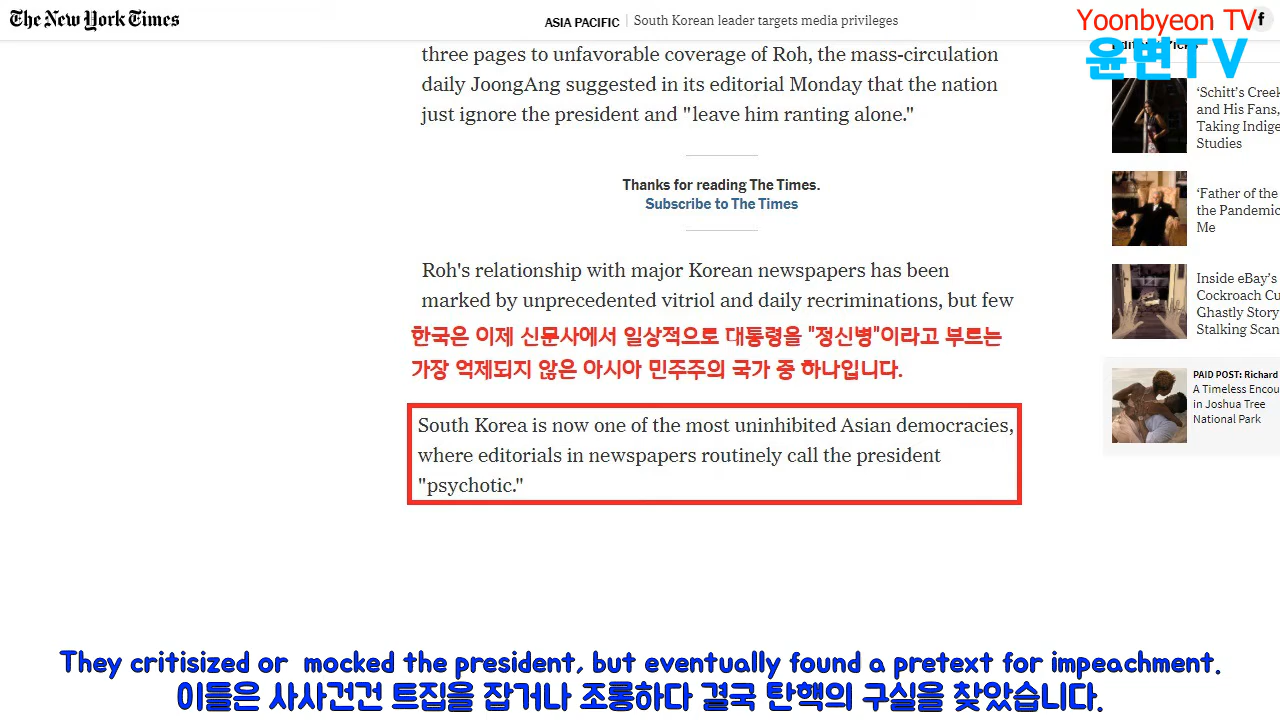 The New York Times
ASIA PACIFIC | South Korean leader targets media privileges
Yoonbyeon TV
f
윤변TV
three pages to unfavorable coverage of Roh, the mass-circulation
daily JoongAng suggested in its editorial Monday that the nation
just ignore the president and "leave him ranting alone."
Thanks for reading The Times.
Subscribe to The Times
Roh's relationship with major Korean newspapers has been
marked by unprecedented vitriol and daily recriminations, but few
한국은 이제 신문사에서 일상적으로 대통령을 "정신병"이라고 부르는
가장 억제되지 않은 아시아 민주주의 국가 중 하나입니다.
South Korea is now one of the most uninhibited Asian democracies,
where editorials in newspapers routinely call the president
"psychotic."
‘Schitt’s Creek
and His Fans,
Taking Indige
Studies
‘Father of the
the Pandemic
Me
Inside eBay’s
Cockroach Cu
Ghastly Story
Stalking Scan
PAID POST: Richard
A Timeless Encou
in Joshua Tree
National Park
They critisized or mocked the president, but eventually found a pretext for impeachment.
이들은 사사건건 트집을 잡거나 조롱하다 결국 탄핵의 구실을 찾았습니다.